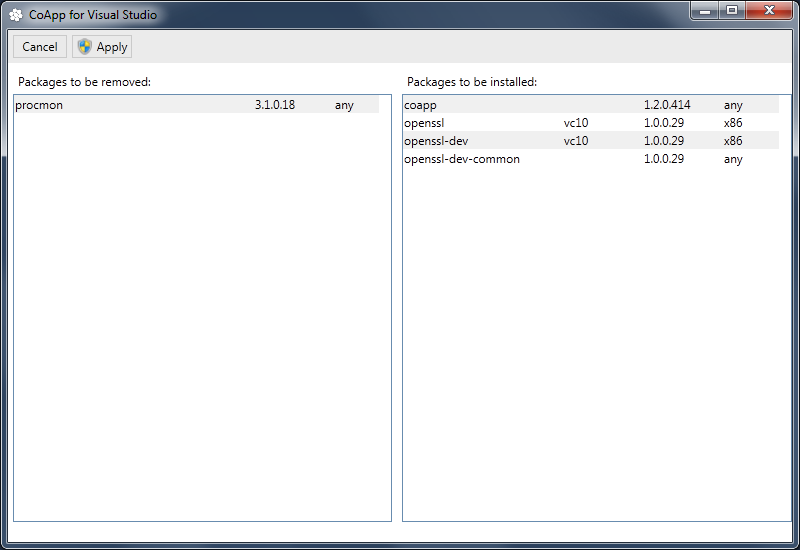 CoApp for Visual Studio
Cancel Apply
Packages to be removed:
procmon 3.1.0.18 any
Packages to be installed:
coapp 1.2.0.414 any
openssl vc10 1.0.0.29 x86
openssl-dev vc10 1.0.0.29 x86
openssl-dev-common 1.0.0.29 any